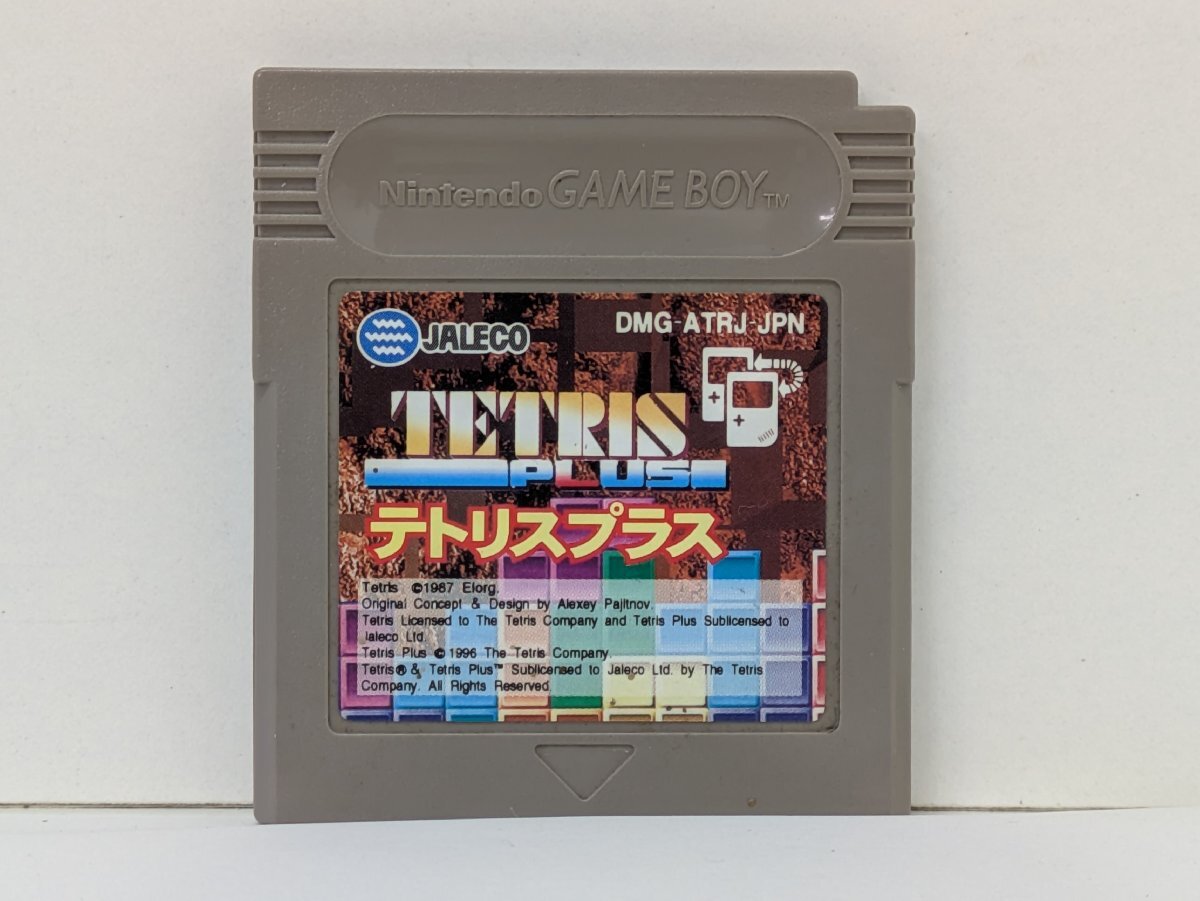 Nintendo GAME BOY TM
JALECO
DMG-ATRJ-JPN
TETRIS
PLUS
テトリスプラス
Tetris ©1987 Elorg.
Original Concept & Design by Alexey Pajitnov.
Tetris Licensed to The Tetris Company and Tetris Plus Sublicensed to
Jaleco Ltd.
Tetris Plus ©1996 The Tetris Company.
Tetris® & Tetris Plus™ Sublicensed to Jaleco Ltd. by The Tetris
Company. All Rights Reserved.